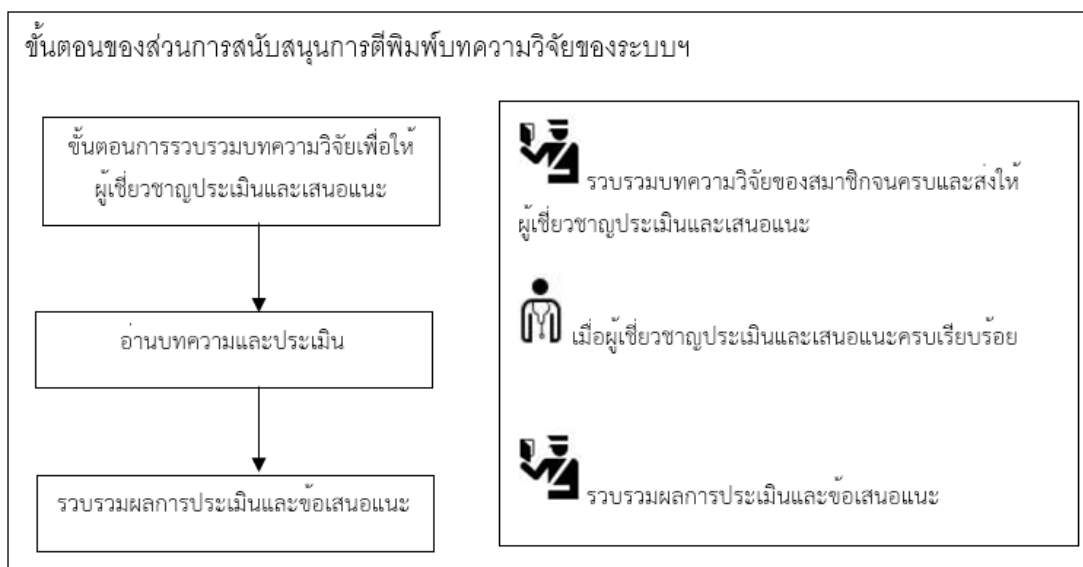 ขั้นตอนของส่วนการสนับสนุนการตีพิมพ์บทความวิจัยของระบบฯ
ขั้นตอนการรวบรวมบทความวิจัยเพื่อให้
ผู้เชี่ยวชาญประเมินและเสนอแนะ
อ่านบทความและประเมิน
รวบรวมผลการประเมินและข้อเสนอแนะ
รวบรวมบทความวิจัยของสมาชิกจนครบและส่งให้
ผู้เชี่ยวชาญประเมินและเสนอแนะ
เมื่อผู้เชี่ยวชาญประเมินและเสนอแนะครบเรียบร้อย
รวบรวมผลการประเมินและข้อเสนอแนะ